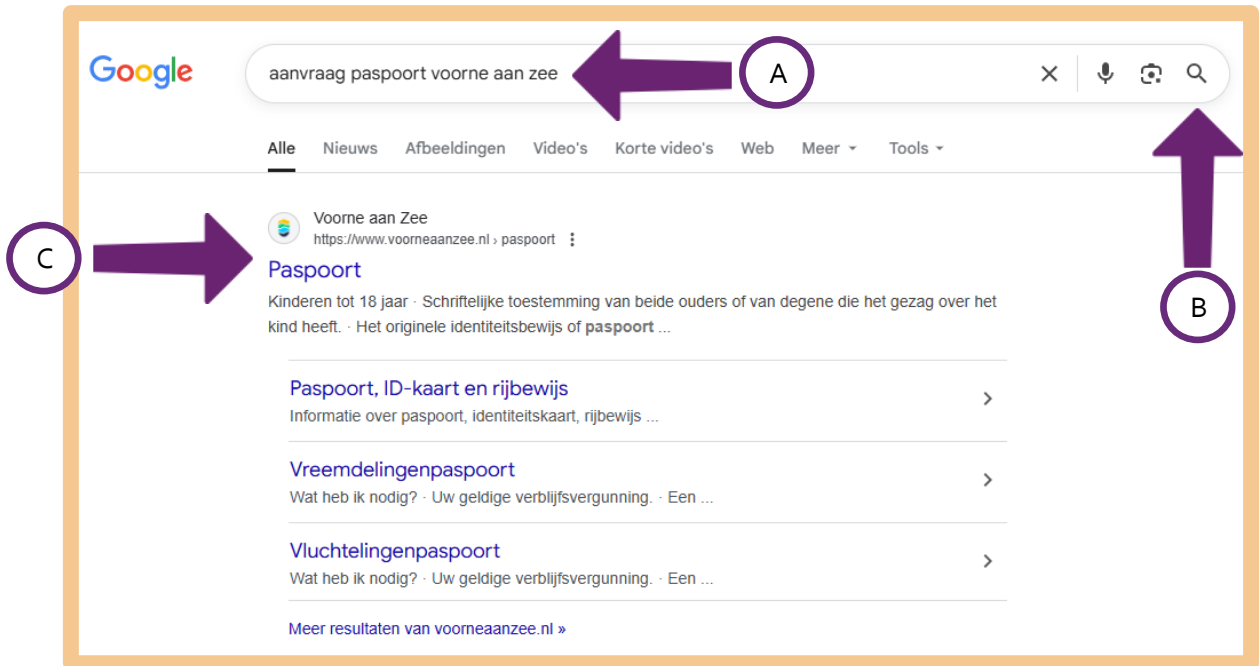 Google
aanvraag paspoort voorne aan zee
A
Alle Nieuws Afbeeldingen Video's Korte video's Web Meer Tools
Voorne aan Zee
https://www.voorneaanzee.nl › paspoort
C
Paspoort
Kinderen tot 18 jaar · Schriftelijke toestemming van beide ouders of van degene die het gezag over het
kind heeft. · Het originele identiteitsbewijs of paspoort ...
B
Paspoort, ID-kaart en rijbewijs
Informatie over paspoort, identiteitskaart, rijbewijs ...
Vreemdelingenpaspoort
Wat heb ik nodig? · Uw geldige verblijfsvergunning. · Een ...
Vluchtelingenpaspoort
Wat heb ik nodig? · Uw geldige verblijfsvergunning. · Een ...
Meer resultaten van voorneaanzee.nl »